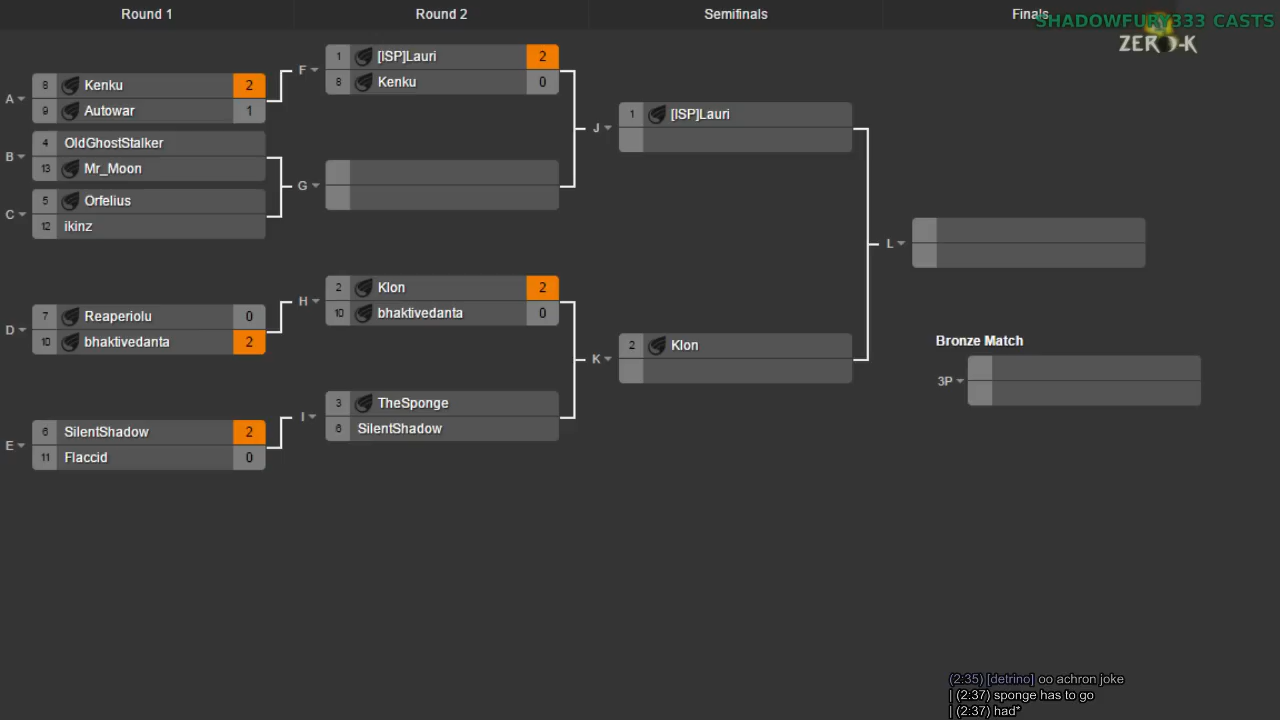 Round 1
Round 2
Semifinals
Finals
SHADOWFURY333 CASTS
ZERO-K
A
8 Kenku 2
9 Autowar 1
B
4 OldGhostStalker
13 Mr_Moon
C
5 Orfelius
12 ikinz
D
7 Reaperiolu 0
10 bhaktivedanta 2
E
6 SilentShadow 2
11 Flaccid 0
F
1 [ISP]Lauri 2
8 Kenku 0
G
H
2 Klon 2
10 bhaktivedanta 0
I
3 TheSponge
6 SilentShadow
J
1 [ISP]Lauri
K
2 Klon
L
Bronze Match
3P
(2:35) [detrino] oo achron joke
| (2:37) sponge has to go
| (2:37) had*